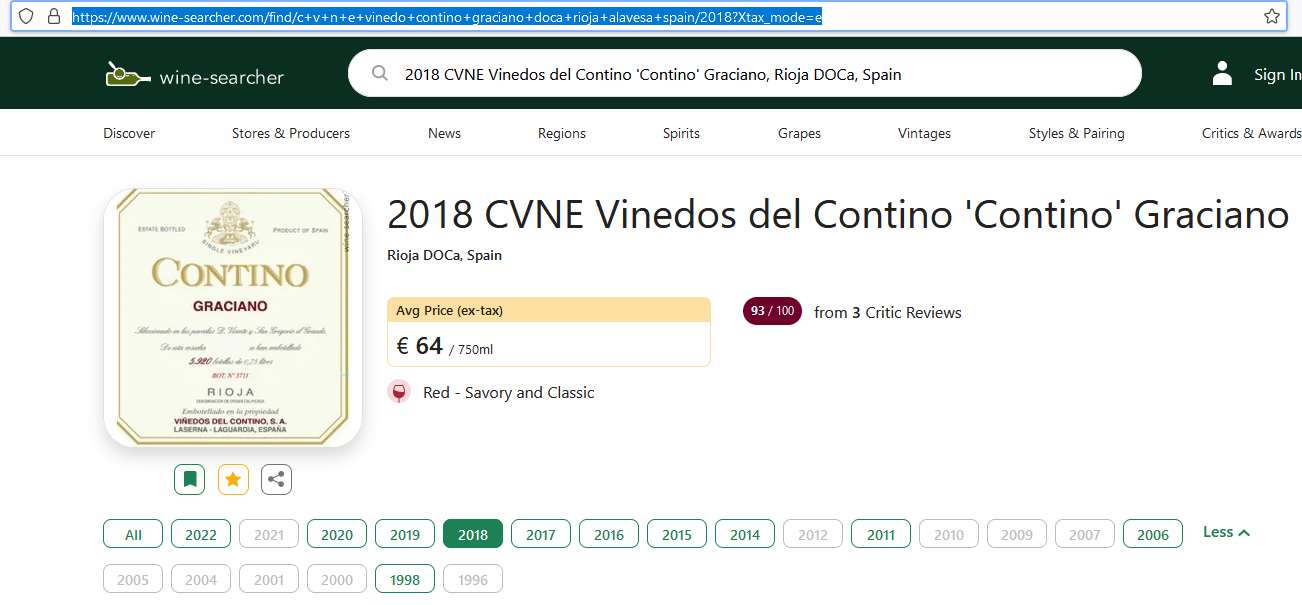 https://www.wine-searcher.com/find/c+v+n+e+vinedo+contino+graciano+doca+rioja+alavesa+spain/2018?Xtax_mode=e
wine-searcher
2018 CVNE Vinedos del Contino 'Contino' Graciano, Rioja DOCa, Spain
Sign In
Discover
Stores & Producers
News
Regions
Spirits
Grapes
Vintages
Styles & Pairing
Critics & Awards
wine-searcher
ESTATE BOTTLED
PRODUCT OF SPAIN
SINGLE VINEYARD
CONTINO
GRACIANO
Seleccionado en las parcelas D. Vicente y San Gregorio el Grande
De esta cosecha se han embotellado
5.920 botellas de 0,75 litros
BOT. Nº 3711
RIOJA
DENOMINACIÓN DE ORIGEN CALIFICADA
Embotellado en la propiedad
VIÑEDOS DEL CONTINO, S. A.
LASERNA - LAGUARDIA, ESPAÑA
2018 CVNE Vinedos del Contino 'Contino' Graciano
Rioja DOCa, Spain
Avg Price (ex-tax)
€ 64 / 750ml
93 / 100 from 3 Critic Reviews
Red - Savory and Classic
All 2022 2021 2020 2019 2018 2017 2016 2015 2014 2012 2011 2010 2009 2007 2006 Less
2005 2004 2001 2000 1998 1996